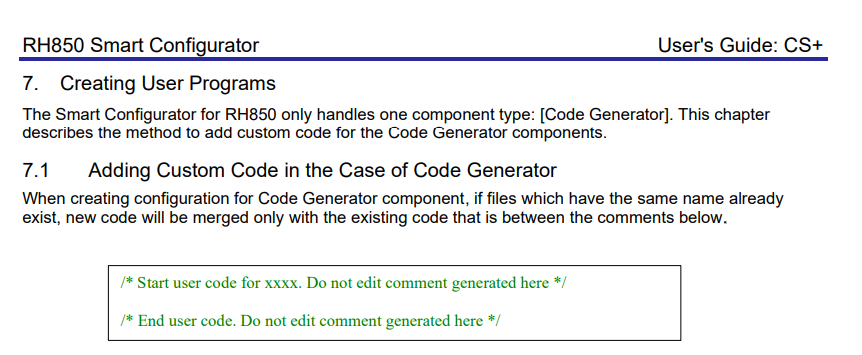 RH850 Smart Configurator User's Guide: CS+
7. Creating User Programs
The Smart Configurator for RH850 only handles one component type: [Code Generator]. This chapter
describes the method to add custom code for the Code Generator components.
7.1 Adding Custom Code in the Case of Code Generator
When creating configuration for Code Generator component, if files which have the same name already
exist, new code will be merged only with the existing code that is between the comments below.
/* Start user code for xxxx. Do not edit comment generated here */
/* End user code. Do not edit comment generated here */